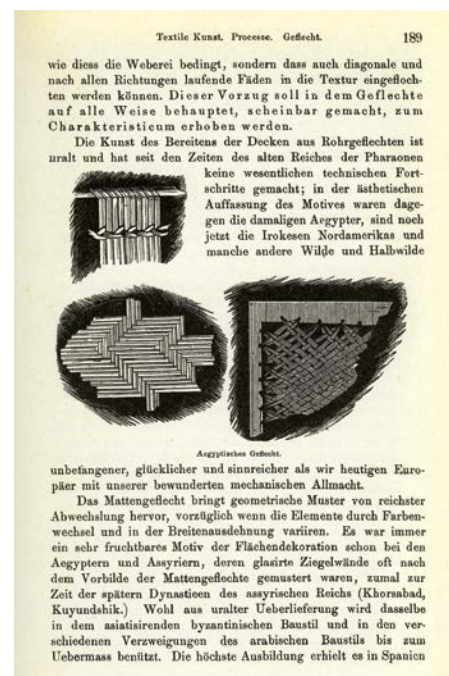 Textile Kunst. Processe. Geflecht. 189
wie diess die Weberei bedingt, sondern dass auch diagonale und
nach allen Richtungen laufende Fäden in die Textur eingefloch-
ten werden können. Dieser Vorzug soll in dem Geflechte
auf alle Weise behauptet, scheinbar gemacht, zum
Charakteristicum erhoben werden.
Die Kunst des Bereitens der Decken aus Rohrgeflechten ist
uralt und hat seit den Zeiten des alten Reiches der Pharaonen
keine wesentlichen technischen Fort-
schritte gemacht; in der ästhetischen
Auffassung des Motives waren dage-
gen die damaligen Aegypter, sind noch
jetzt die Irokesen Nordamerikas und
manche andere Wilde und Halbwilde
Aegyptisches Geflecht.
unbefangener, glücklicher und sinnreicher als wir heutigen Euro-
päer mit unserer bewunderten mechanischen Allmacht.
Das Mattengeflecht bringt geometrische Muster von reichster
Abwechslung hervor, vorzüglich wenn die Elemente durch Farben-
wechsel und in der Breitenausdehnung variiren. Es war immer
ein sehr fruchtbares Motiv der Flächendekoration schon bei den
Aegyptern und Assyriern, deren glasirte Ziegelwände oft nach
dem Vorbilde der Mattengeflechte gemustert waren, zumal zur
Zeit der spätern Dynastieen des assyrischen Reichs (Khorsabad,
Kuyundshik.) Wohl aus uralter Ueberlieferung wird dasselbe
in dem asiatisirenden byzantinischen Baustil und in den ver-
schiedenen Verzweigungen des arabischen Baustils bis zum
Uebermass benützt. Die höchste Ausbildung erhielt es in Spanien